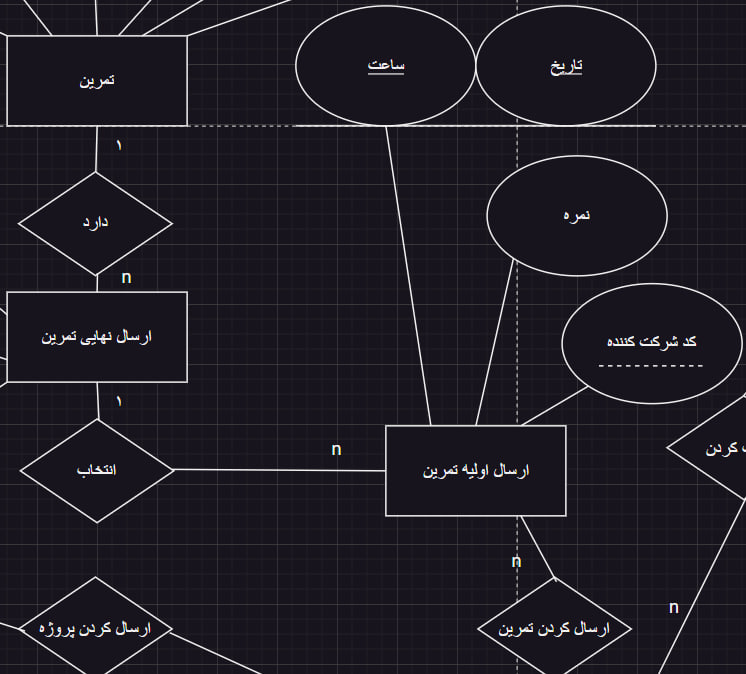 ساعت
تاریخ
تمرین
۱
نمره
دارد
n
ارسال نهایی تمرین
کد شرکت کننده
۱
n
انتخاب
ارسال اولیه تمرین
کردن
n
n
ارسال کردن پروژه
ارسال کردن تمرین